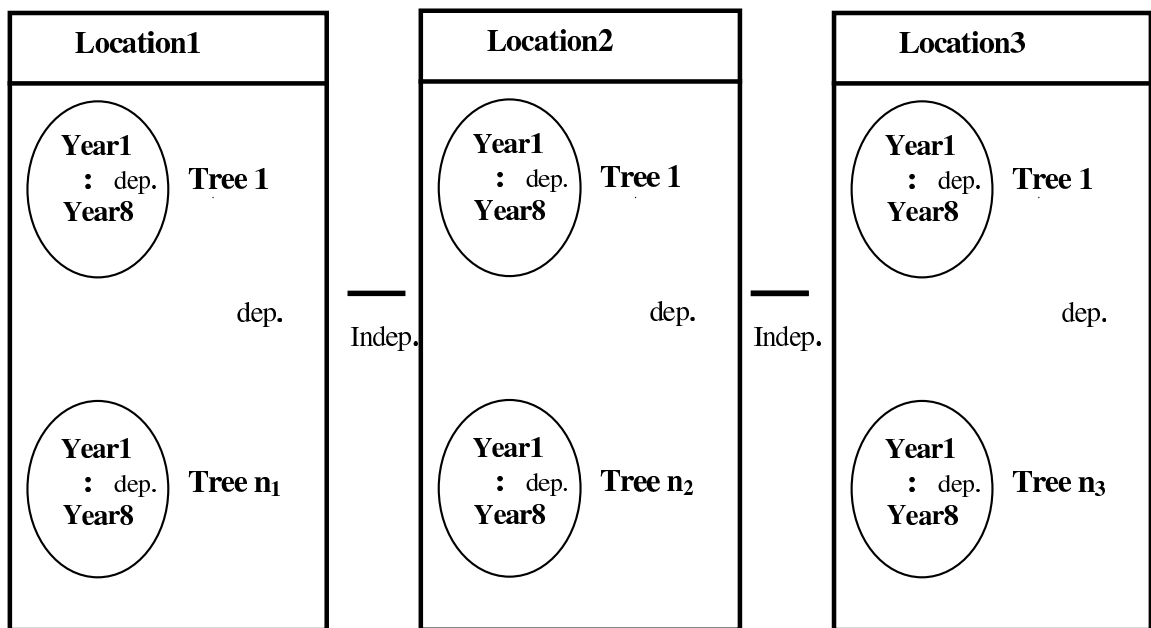 Location1
Year1
: dep. Tree 1
Year8
dep.
Year1
: dep. Tree n₁
Year8
Indep.
Location2
Year1
: dep. Tree 1
Year8
dep.
Year1
: dep. Tree n₂
Year8
Indep.
Location3
Year1
: dep. Tree 1
Year8
dep.
Year1
: dep. Tree n₃
Year8